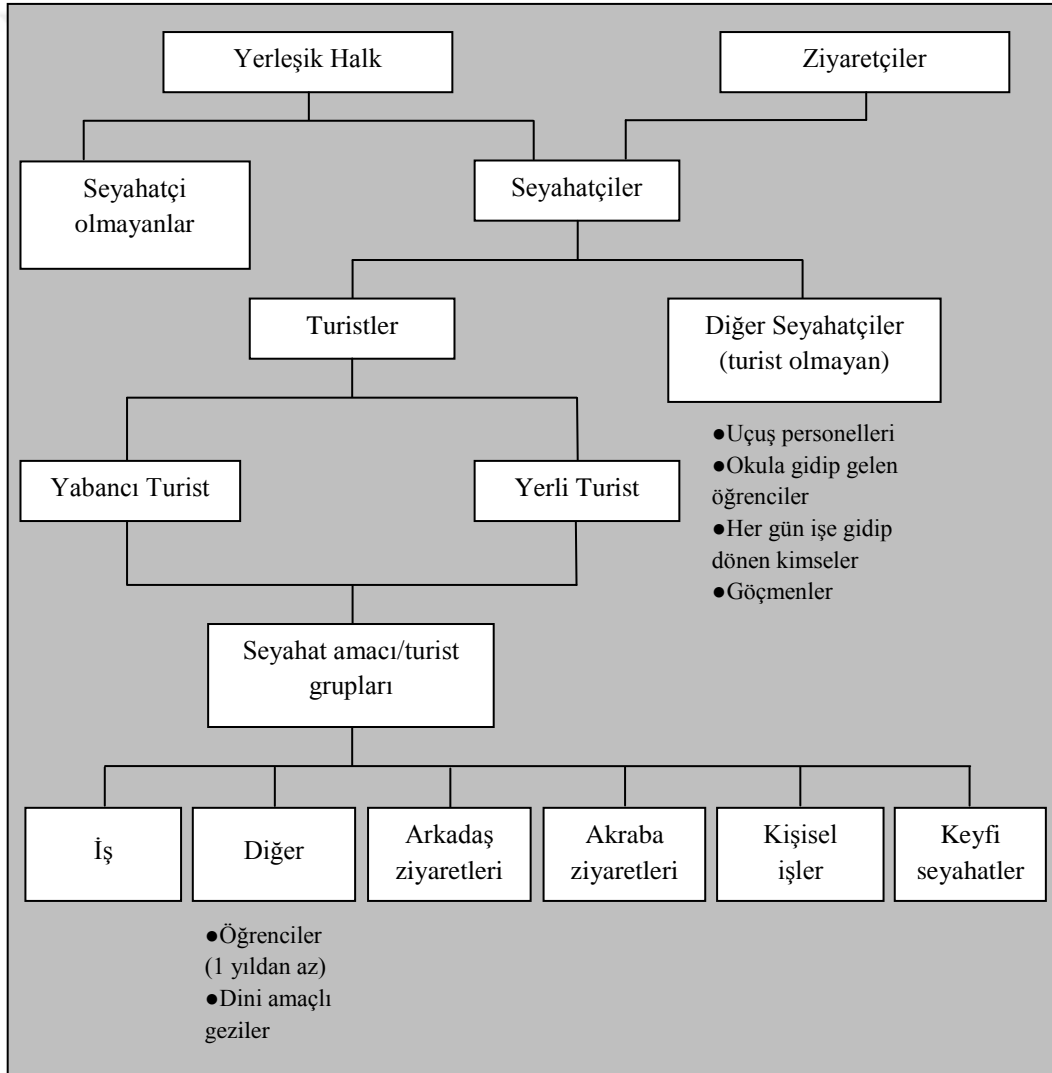 Yerleşik Halk
Ziyaretçiler
Seyahatçi
olmayanlar
Seyahatçiler
Turistler
Diğer Seyahatçiler
(turist olmayan)
●Uçuş personelleri
●Okula gidip gelen
öğrenciler
●Her gün işe gidip
dönen kimseler
●Göçmenler
Yabancı Turist
Yerli Turist
Seyahat amacı/turist
grupları
İş
Diğer
Arkadaş
ziyaretleri
Akraba
ziyaretleri
Kişisel
işler
Keyfi
seyahatler
●Öğrenciler
(1 yıldan az)
●Dini amaçlı
geziler